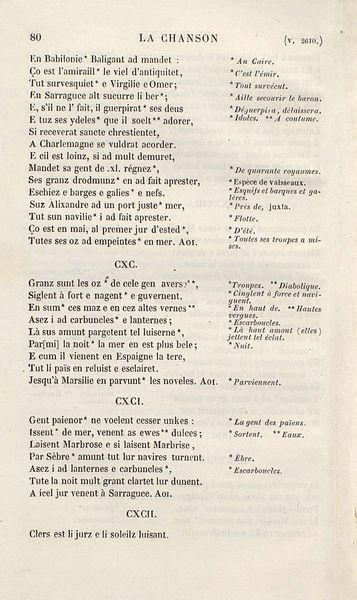 80 LA CHANSON (v. 2610.)
En Babilonie* Baligant ad mandet : * Au Caire.
Ço est l'amiraill* le viel d'antiquitet, * C'est l'émir.
Tut survesquiet* e Virgilie e Omer; * Tout survécut.
En Sarraguce alt sucurre li ber*; * Aille secourir le baron.
E, s'il ne l' fait, il guerpirat* ses deus * Déguerpira, délaissera.
E tuz ses ydeles* que il soelt** adorer, * Idoles. ** A coutume.
Si receverat sancte chrestientet,
A Charlemagne se vuldrat acorder.
E cil est loinz, si ad mult demuret,
Mandet sa gent de .xl. régnez*, * De quarante royaumes.
Ses granz drodmunz* en ad fait aprester, * Espèce de vaisseaux.
Eschiez e barges e galies* e nefs. * Esquifs et barques et galères.
Suz Alixandre ad un port juste* mer, * Près de, juxta.
Tut sun navilie* i ad fait aprester. * Flotte.
Ço est en mai, al premer jur d'ested*, * D'été.
Tutes ses oz ad empeintes* en mer. Aoi. * Toutes ses troupes a mises.
CXC.
Granz sunt les oz* de cele gen averse**, * Troupes. ** Diabolique.
Siglent à fort e nagent* e guvernent. * Cinglent à force et naviguent.
En sum* ces maz e en cez altes vernes** * En haut de. ** Hautes vergues.
Asez i ad carbuncles* e lanternes; * Escarboucles.
Là sus amunt pargetent tel luiserne*, * Là haut amont (elles) jettent tel éclat.
Par[mi] la noit* la mer en est plus bele; * Nuit.
E cum il vienent en Espaigne la tere,
Tut li païs en reluist e esclairet.
Jesqu'à Marsilie en parvunt* les noveles. Aoi. * Parviennent.
CXCI.
Gent paienor* ne voelent cesser unkes : * La gent des païens.
Issent* de mer, venent as ewes** dulces; * Sortent. ** Eaux.
Laisent Marbrose e si laisent Marbrise,
Par Sèbre* amunt tut lur navires turnent. * Èbre.
Asez i ad lanternes e carbuncles*, * Escarboucles.
Tute la noit mult grant clartet lur dunent.
A icel jur venent à Sarraguce. Aoi.
CXCII.
Clers est li jurz e li soleilz luisant.